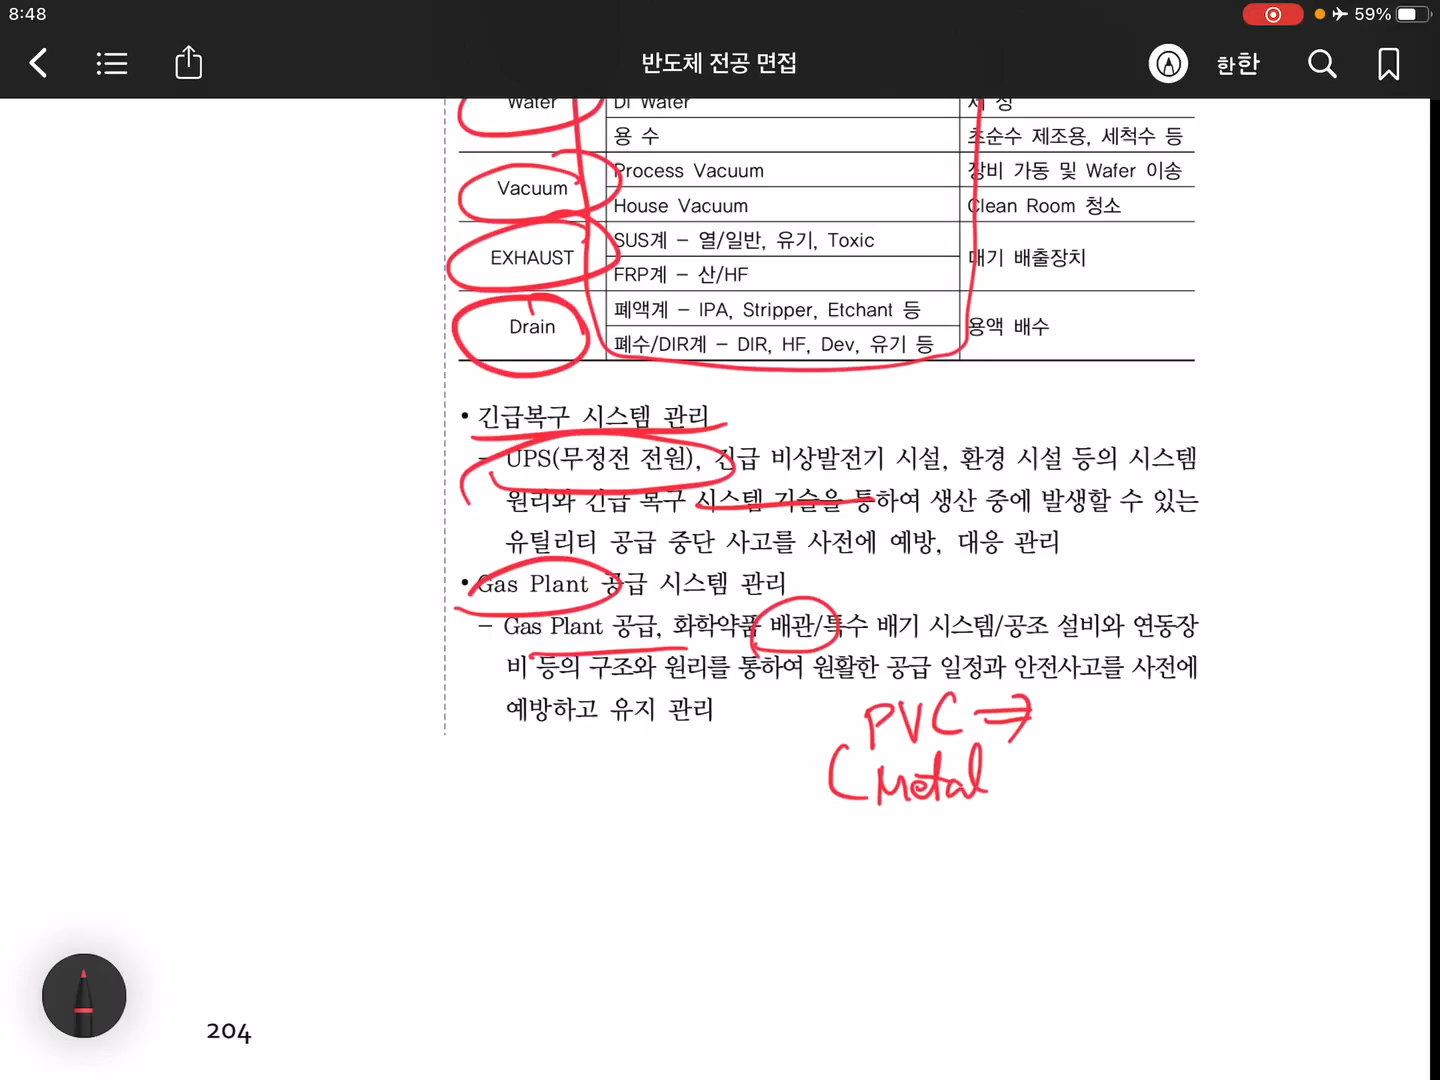 8:48
59%
반도체 전공 면접
한한
Water DI Water 세 정
용 수 초순수 제조용, 세척수 등
Vacuum Process Vacuum 장비 가동 및 Wafer 이송
House Vacuum Clean Room 청소
EXHAUST SUS계 – 열/일반, 유기, Toxic 대기 배출장치
FRP계 – 산/HF
Drain 폐액계 – IPA, Stripper, Etchant 등 용액 배수
폐수/DIR계 – DIR, HF, Dev, 유기 등
• 긴급복구 시스템 관리
– UPS(무정전 전원), 긴급 비상발전기 시설, 환경 시설 등의 시스템
원리와 긴급 복구 시스템 기술을 통하여 생산 중에 발생할 수 있는
유틸리티 공급 중단 사고를 사전에 예방, 대응 관리
• Gas Plant 공급 시스템 관리
– Gas Plant 공급, 화학약품 배관/특수 배기 시스템/공조 설비와 연동장
비 등의 구조와 원리를 통하여 원활한 공급 일정과 안전사고를 사전에
예방하고 유지 관리
PVC ⇒
( Metal
204